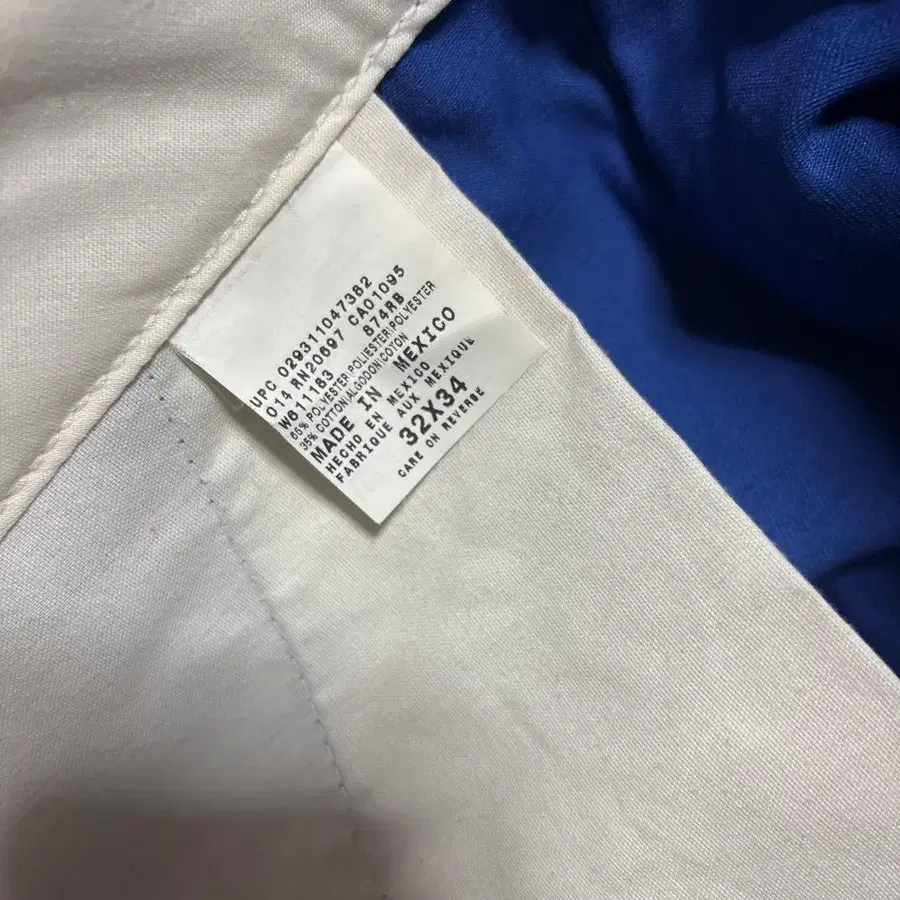 UPC 029311047382
014 RN20697 CA01095
W611183 874RB
65% POLYESTER|POLIESTER|POLYESTER
35% COTTON|ALGODON|COTON
MADE IN MEXICO
HECHO EN MEXICO
FABRIQUE AUX MEXIQUE
32X34
CARE ON REVERSE